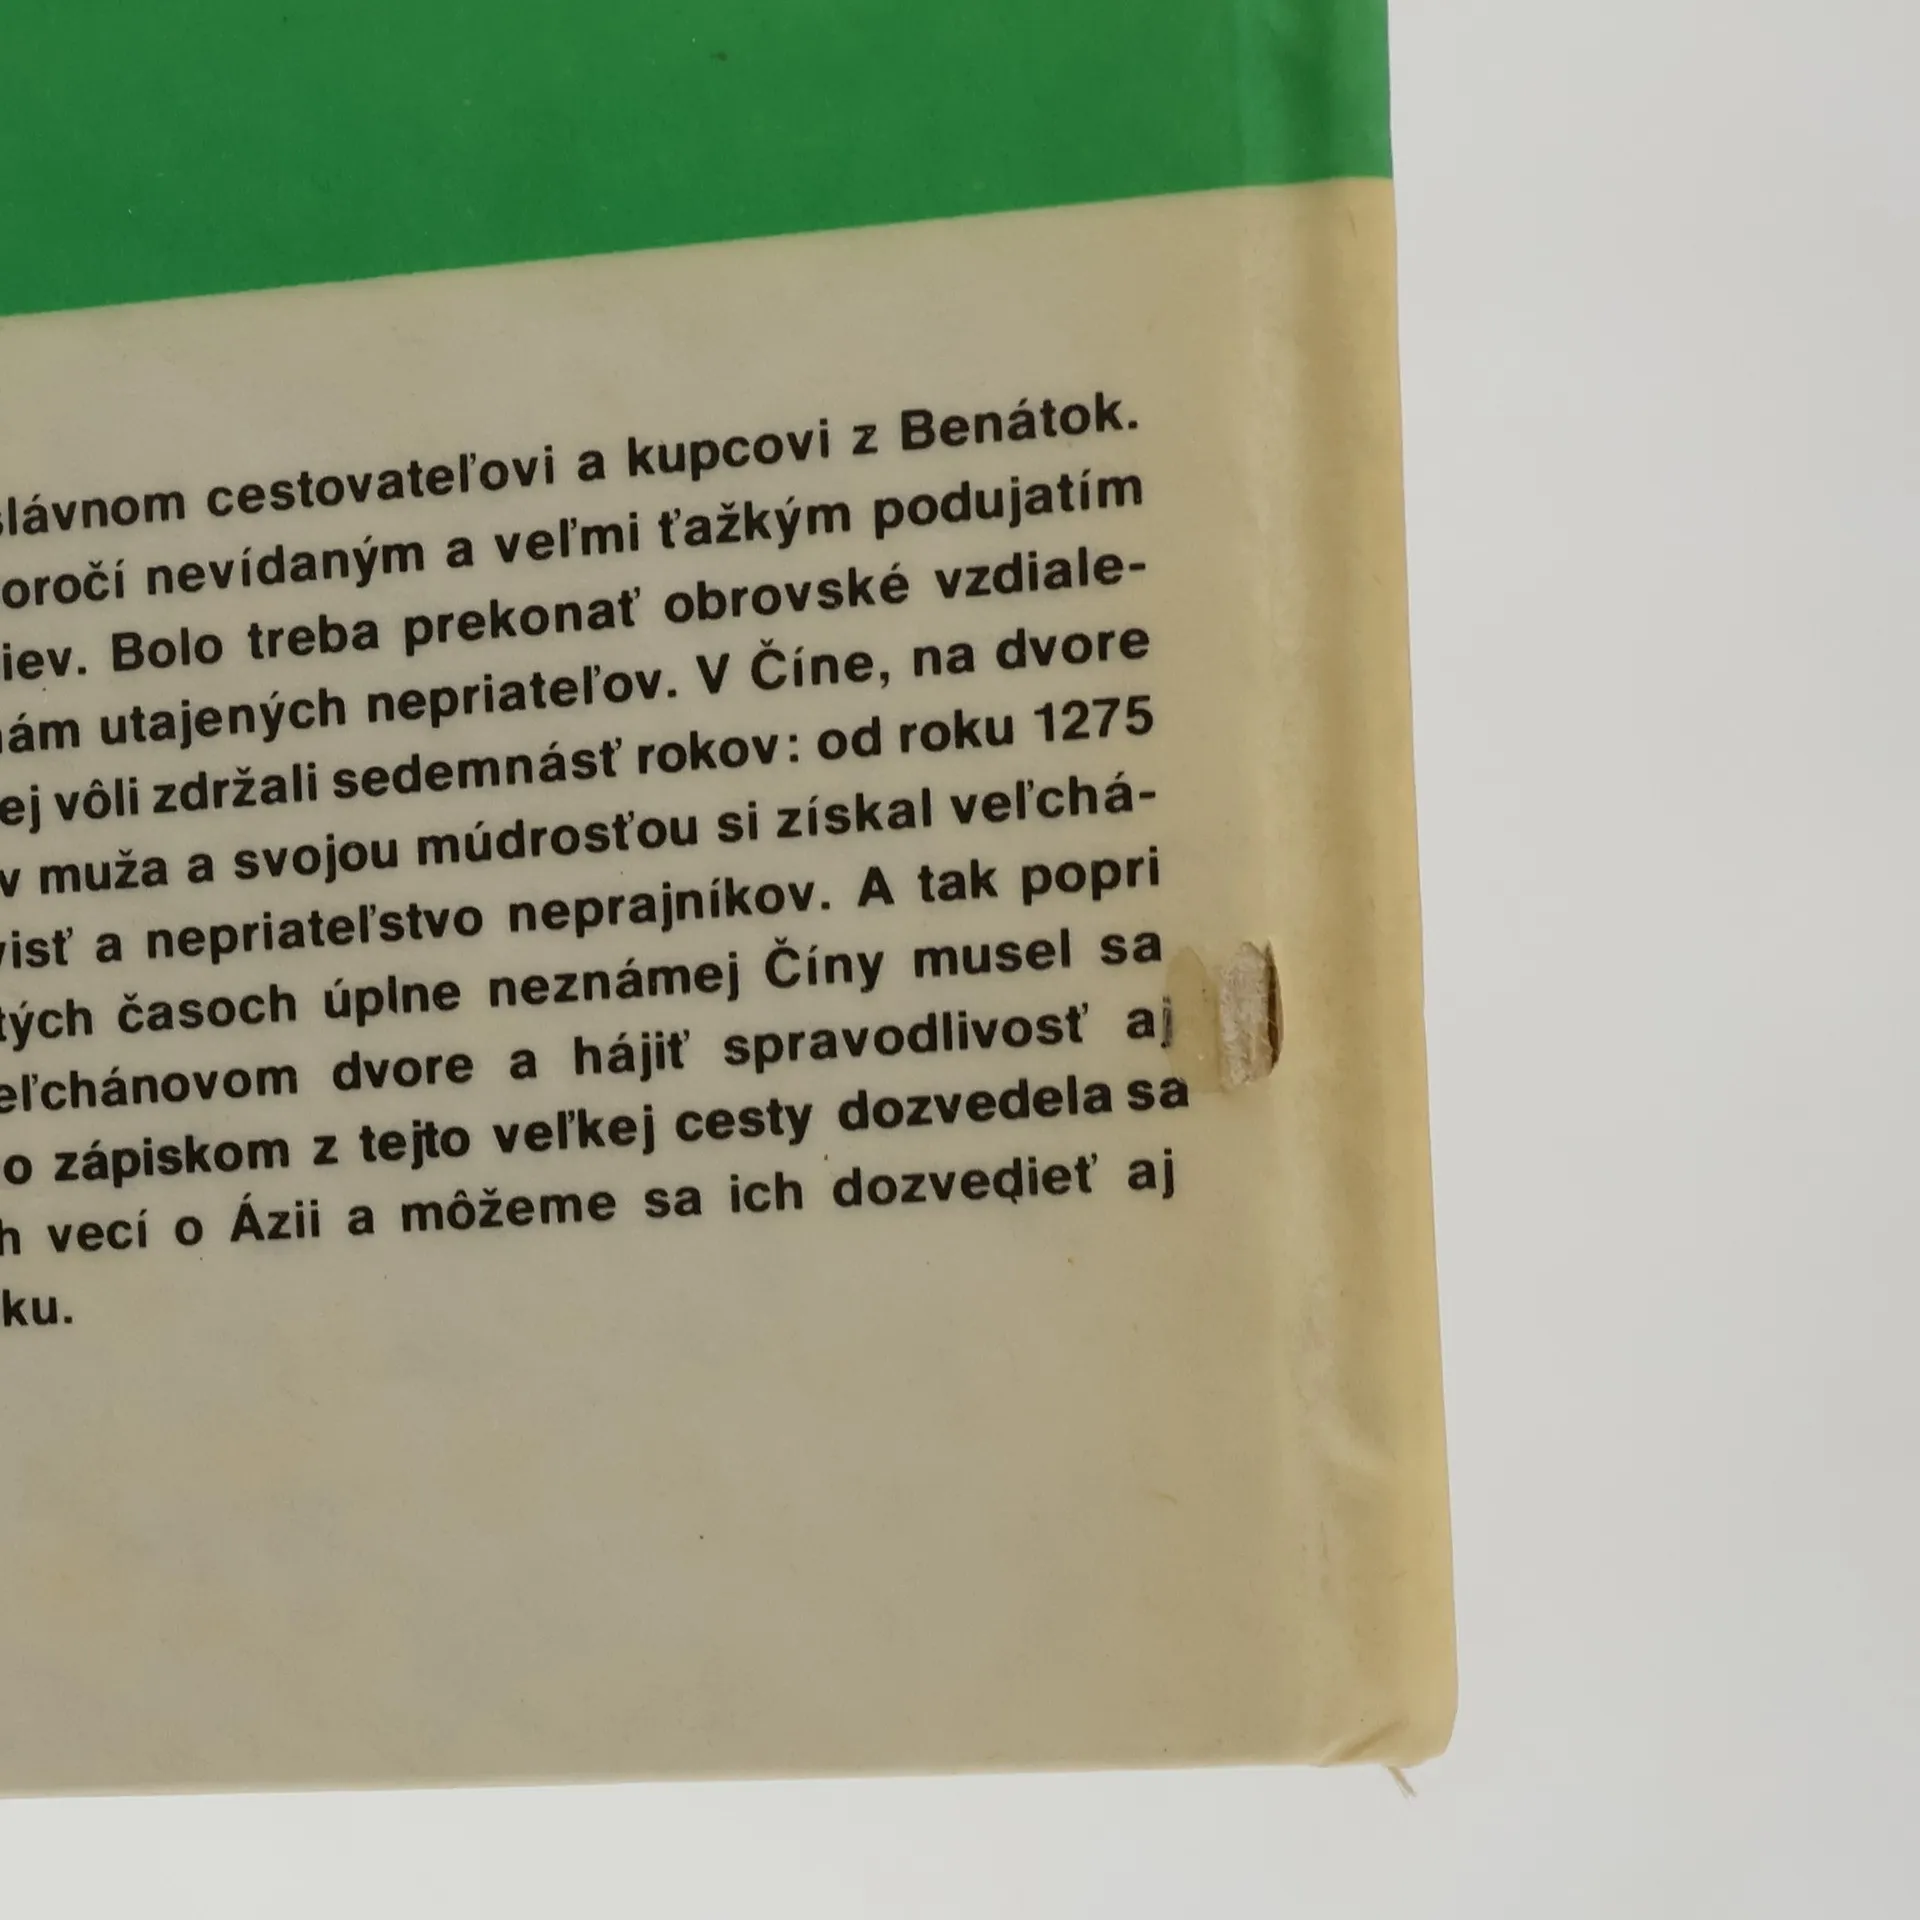 slávnom cestovateľovi a kupcovi z Benátok.
oročí nevídaným a veľmi ťažkým podujatím
iev. Bolo treba prekonať obrovské vzdiale-
ám utajených nepriateľov. V Číne, na dvore
ej vôli zdržali sedemnásť rokov: od roku 1275
v muža a svojou múdrosťou si získal veľchá-
visť a nepriateľstvo neprajníkov. A tak popri
tých časoch úplne neznámej Číny musel sa
eľchánovom dvore a hájiť spravodlivosť aj
o zápiskom z tejto veľkej cesty dozvedela sa
h vecí o Ázii a môžeme sa ich dozvedieť aj
ku.